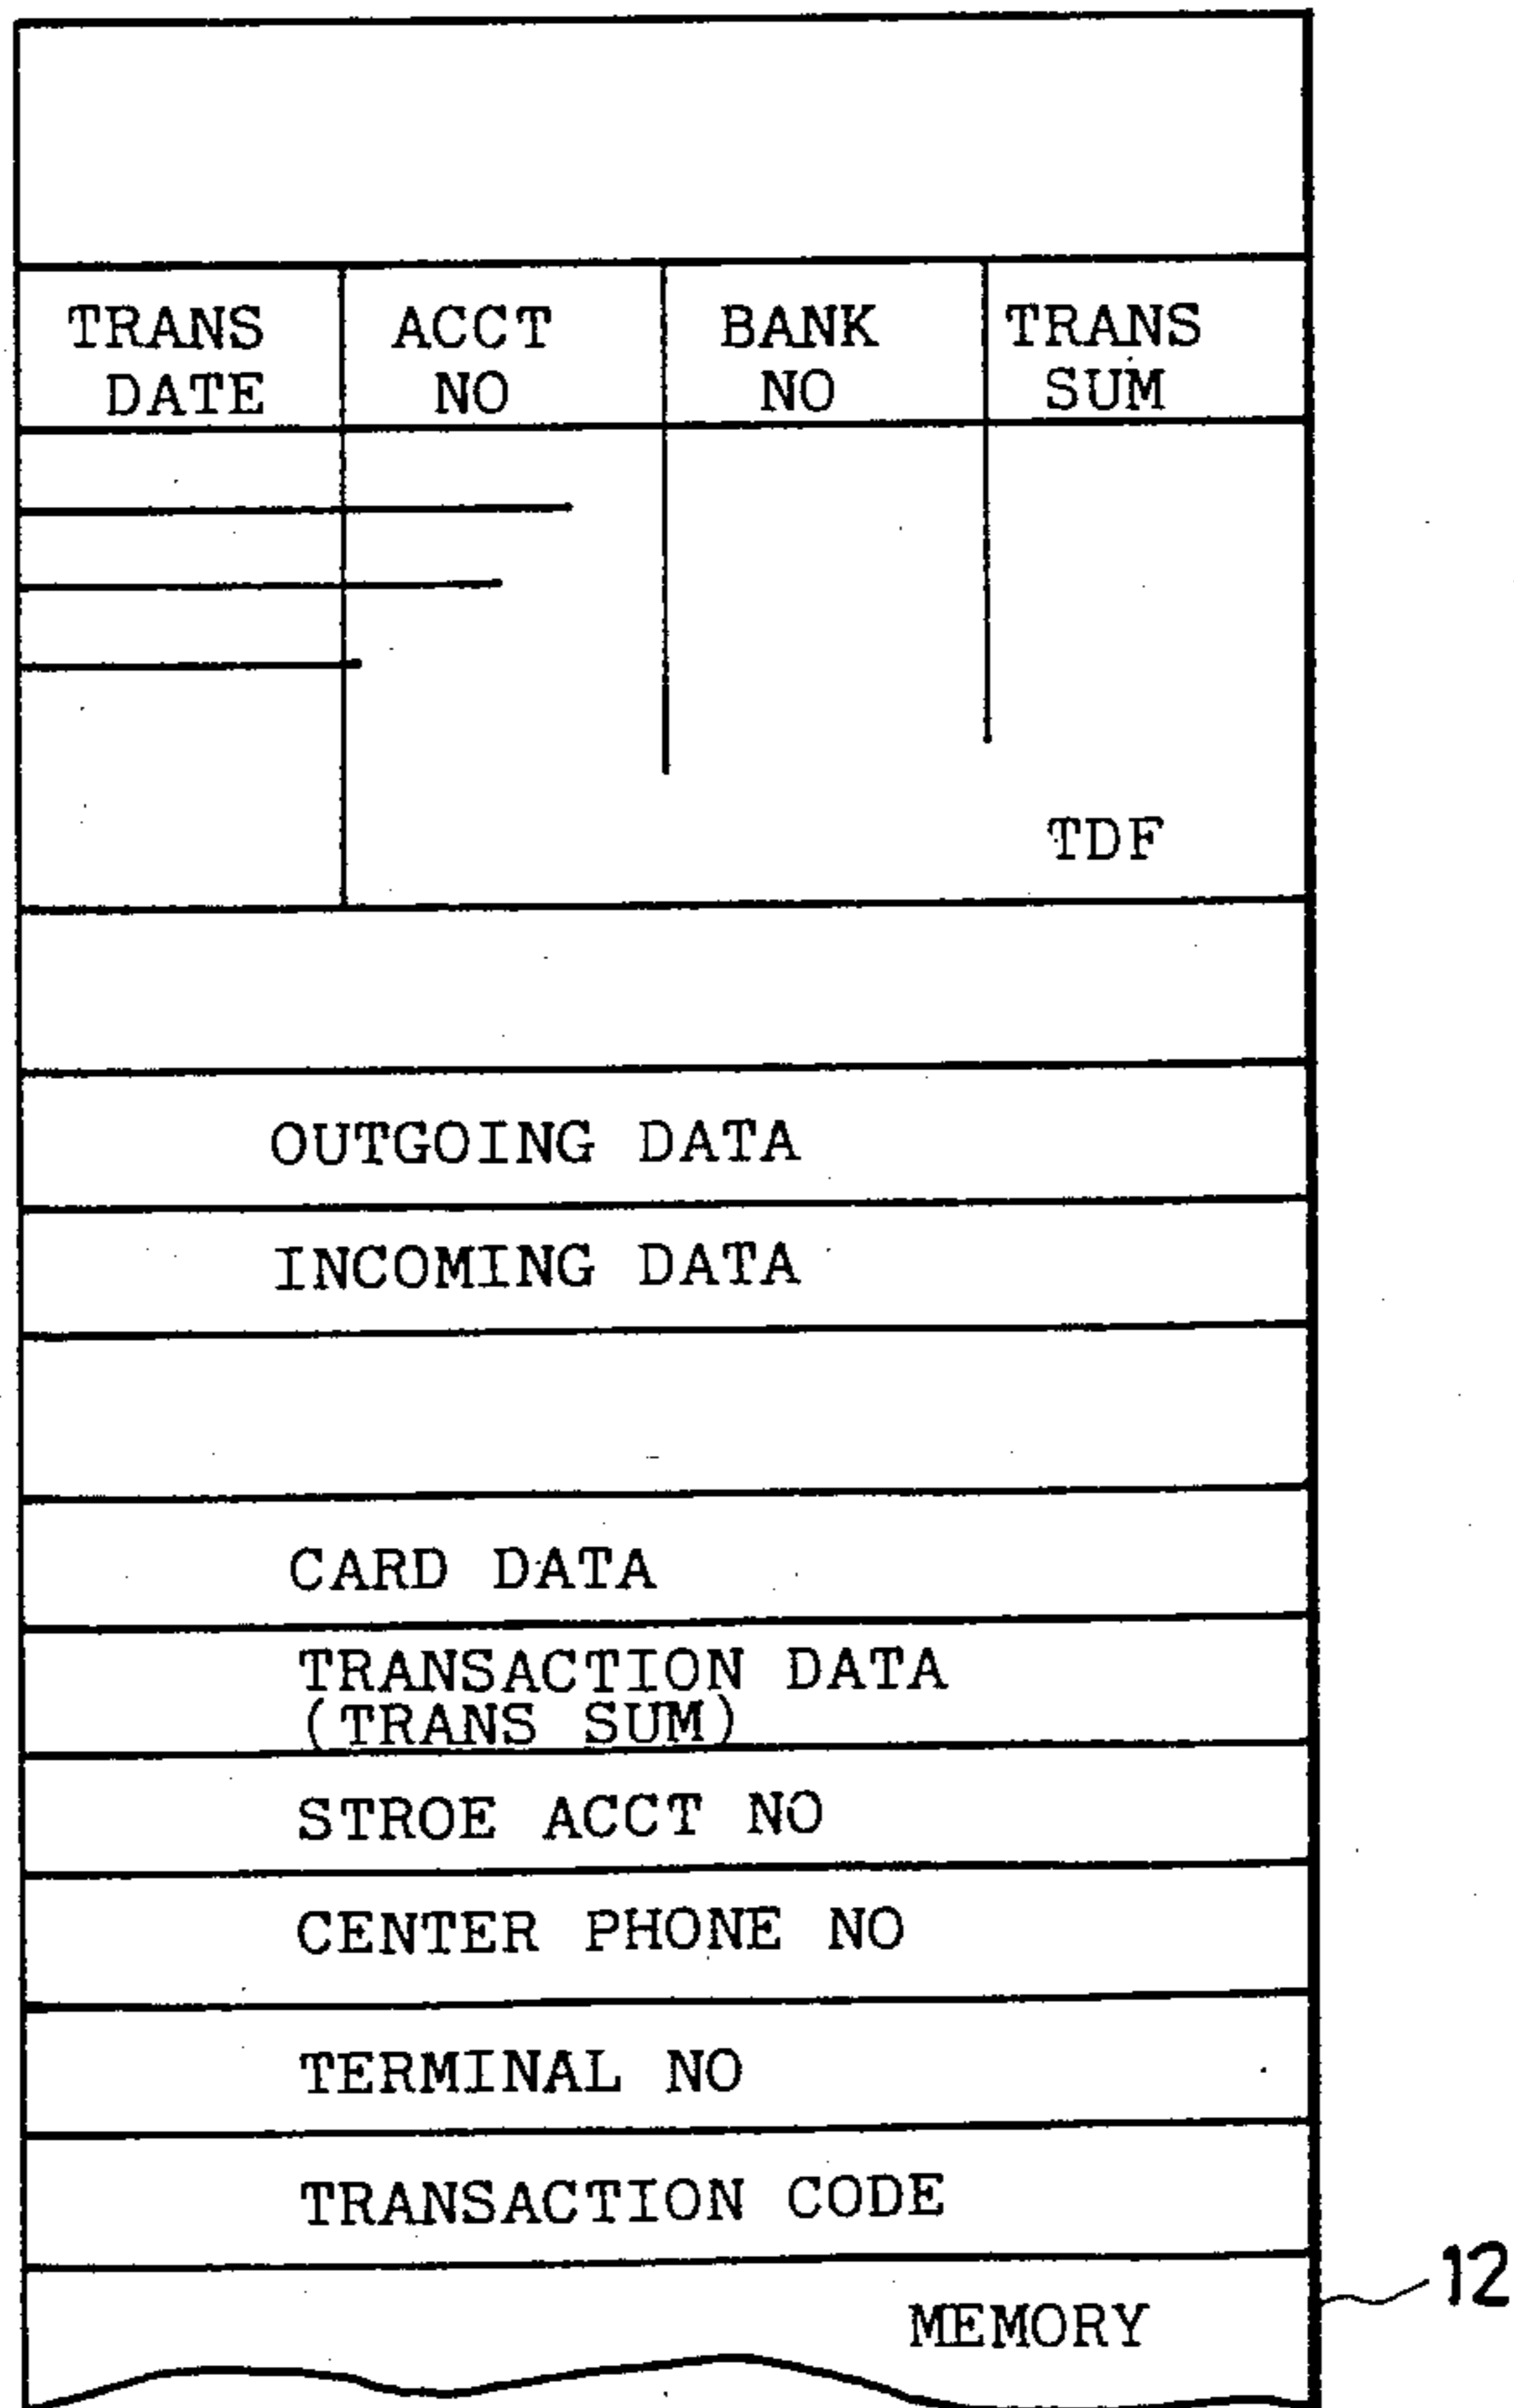 TRANS DATE
ACCT NO
BANK NO
TRANS SUM
TDF
OUTGOING DATA
INCOMING DATA
CARD DATA
TRANSACTION DATA
(TRANS SUM)
STROE ACCT NO
CENTER PHONE NO
TERMINAL NO
TRANSACTION CODE
MEMORY
12